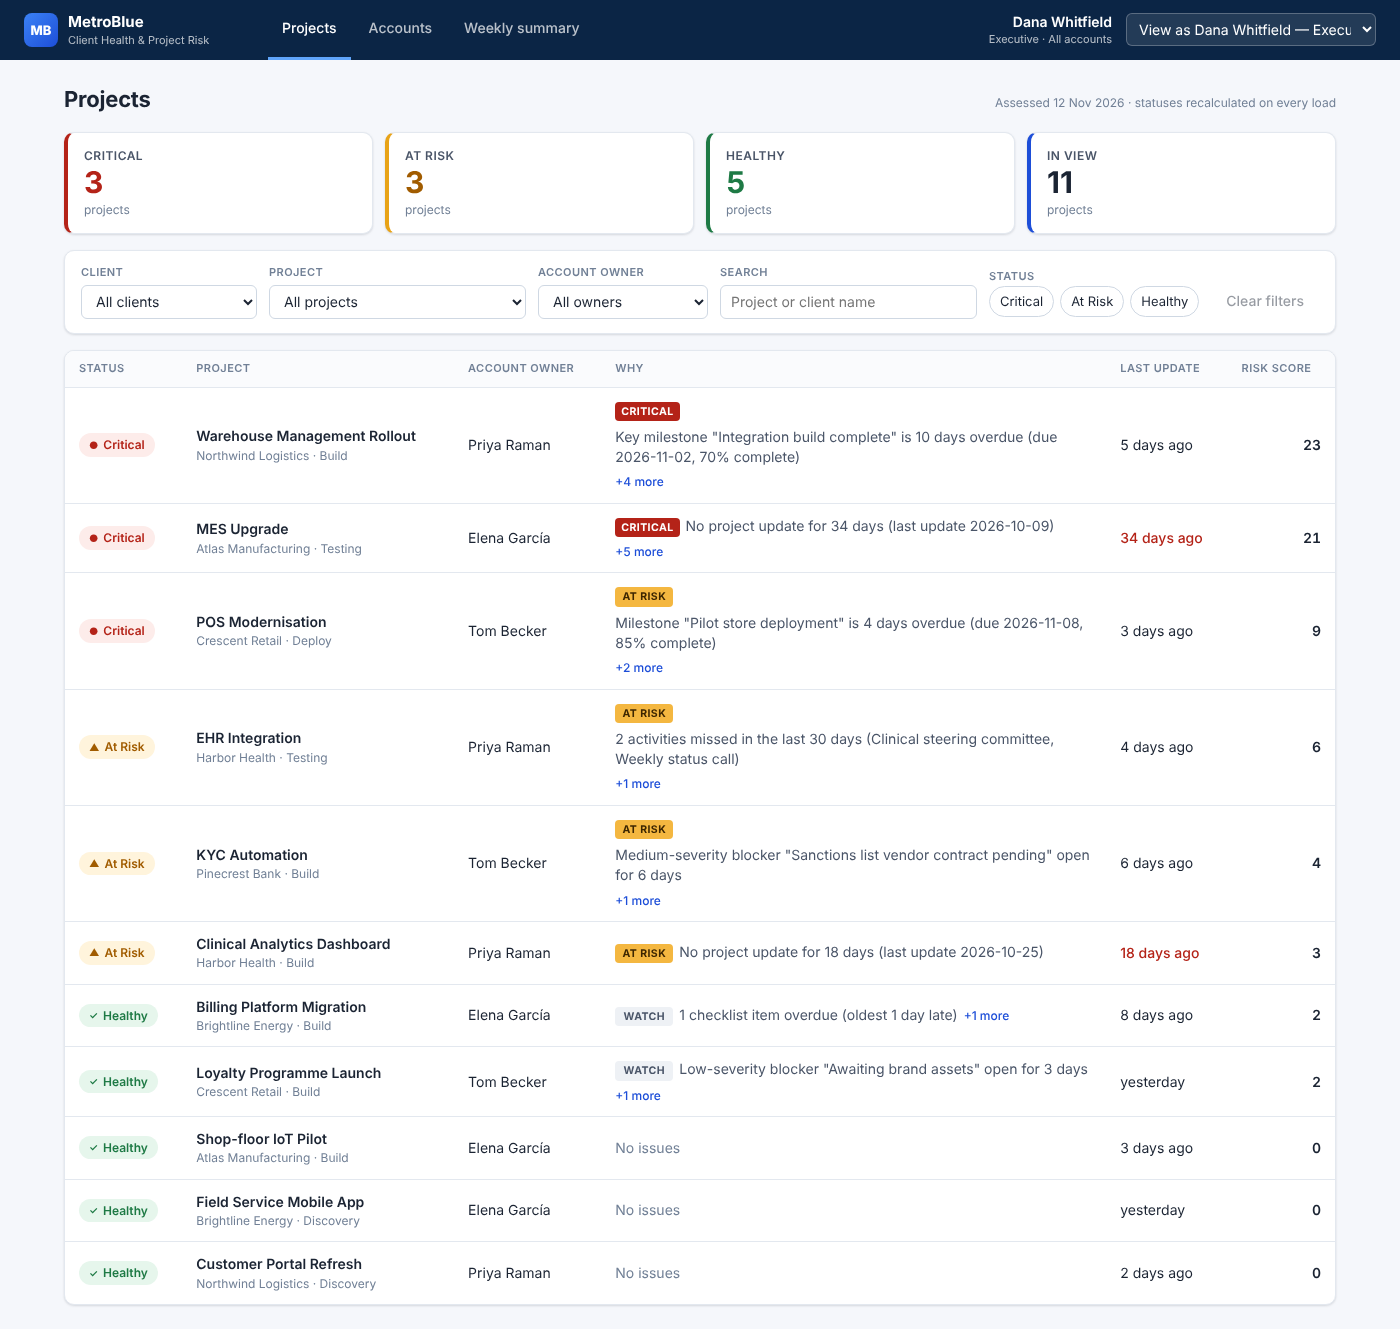 MB
MetroBlue
Client Health & Project Risk
Projects
Accounts
Weekly summary
Dana Whitfield
Executive · All accounts
View as Dana Whitfield — Execu
Projects
Assessed 12 Nov 2026 · statuses recalculated on every load
CRITICAL
3
projects
AT RISK
3
projects
HEALTHY
5
projects
IN VIEW
11
projects
CLIENT
All clients
PROJECT
All projects
ACCOUNT OWNER
All owners
SEARCH
Project or client name
STATUS
Critical
At Risk
Healthy
Clear filters
STATUS PROJECT ACCOUNT OWNER WHY LAST UPDATE RISK SCORE
Critical
Warehouse Management Rollout
Northwind Logistics · Build
Priya Raman
CRITICAL
Key milestone "Integration build complete" is 10 days overdue (due
2026-11-02, 70% complete)
+4 more
5 days ago
23
Critical
MES Upgrade
Atlas Manufacturing · Testing
Elena García
CRITICAL No project update for 34 days (last update 2026-10-09)
+5 more
34 days ago
21
Critical
POS Modernisation
Crescent Retail · Deploy
Tom Becker
AT RISK
Milestone "Pilot store deployment" is 4 days overdue (due 2026-11-08,
85% complete)
+2 more
3 days ago
9
At Risk
EHR Integration
Harbor Health · Testing
Priya Raman
AT RISK
2 activities missed in the last 30 days (Clinical steering committee,
Weekly status call)
+1 more
4 days ago
6
At Risk
KYC Automation
Pinecrest Bank · Build
Tom Becker
AT RISK
Medium-severity blocker "Sanctions list vendor contract pending" open
for 6 days
+1 more
6 days ago
4
At Risk
Clinical Analytics Dashboard
Harbor Health · Build
Priya Raman
AT RISK No project update for 18 days (last update 2026-10-25)
18 days ago
3
Healthy
Billing Platform Migration
Brightline Energy · Build
Elena García
WATCH 1 checklist item overdue (oldest 1 day late) +1 more
8 days ago
2
Healthy
Loyalty Programme Launch
Crescent Retail · Build
Tom Becker
WATCH Low-severity blocker "Awaiting brand assets" open for 3 days
+1 more
yesterday
2
Healthy
Shop-floor IoT Pilot
Atlas Manufacturing · Build
Elena García
No issues
3 days ago
0
Healthy
Field Service Mobile App
Brightline Energy · Discovery
Elena García
No issues
yesterday
0
Healthy
Customer Portal Refresh
Northwind Logistics · Discovery
Priya Raman
No issues
2 days ago
0